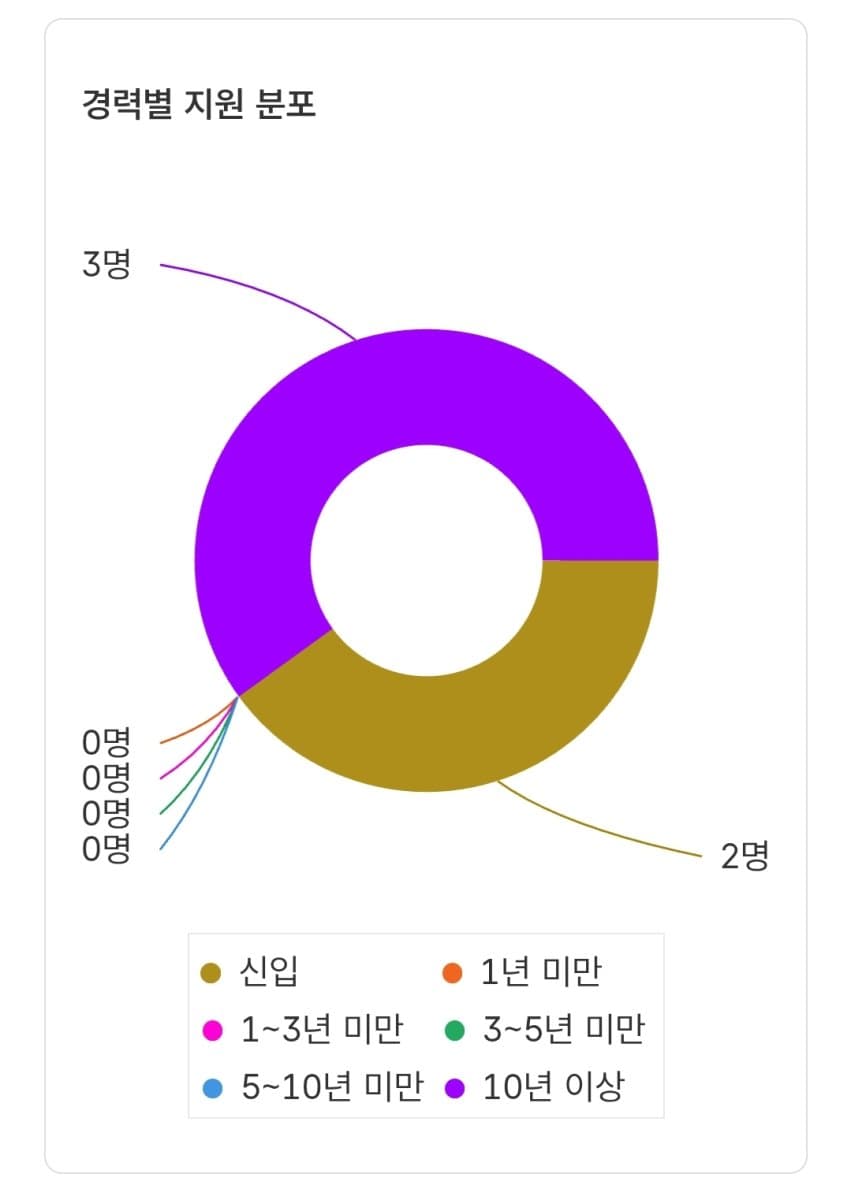 경력별 지원 분포
3명
0명
0명
0명
0명
2명
신입
1년 미만
1~3년 미만
3~5년 미만
5~10년 미만
10년 이상